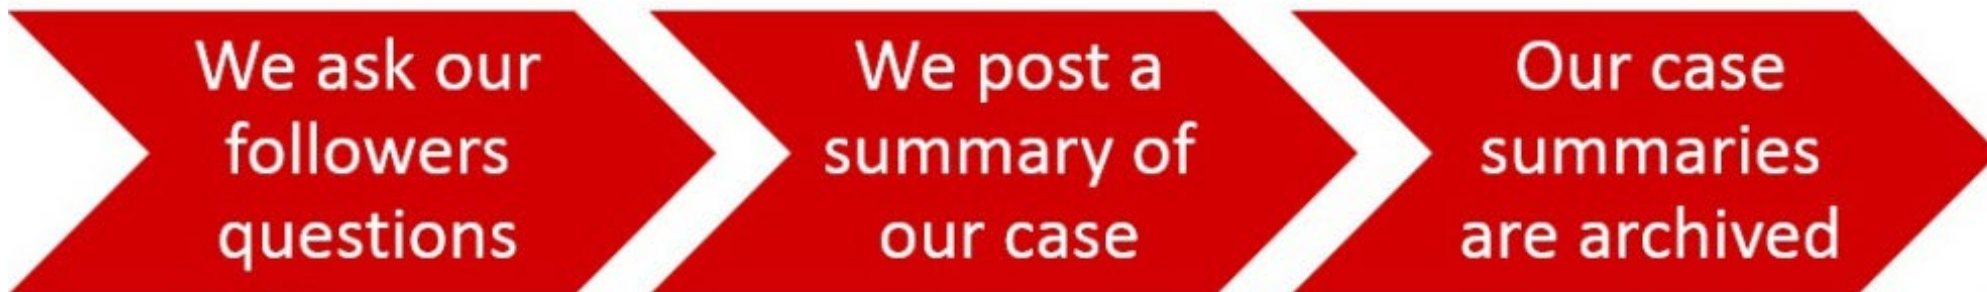 We ask our
followers
questions
We post a
summary of
our case
Our case
summaries
are archived